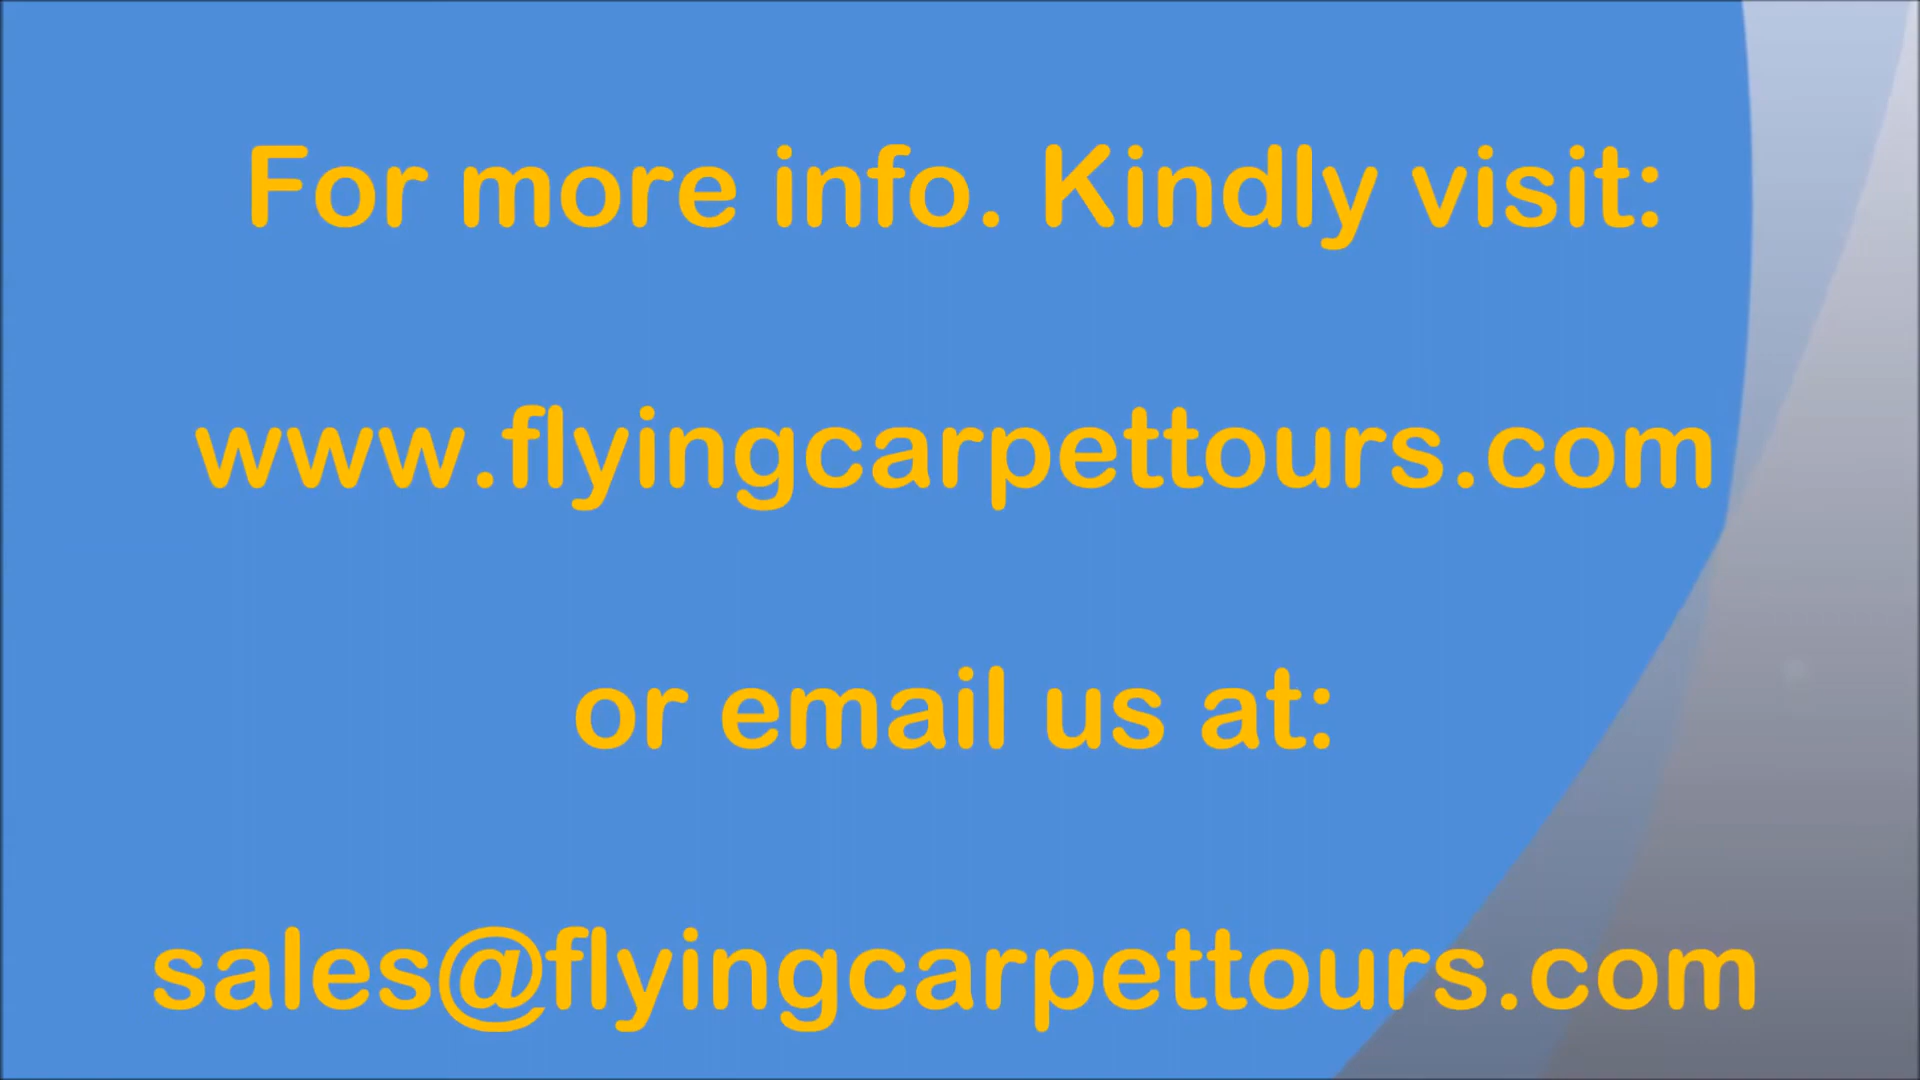 For more info. Kindly visit:
www.flyingcarpettours.com
or email us at:
sales@flyingcarpettours.com